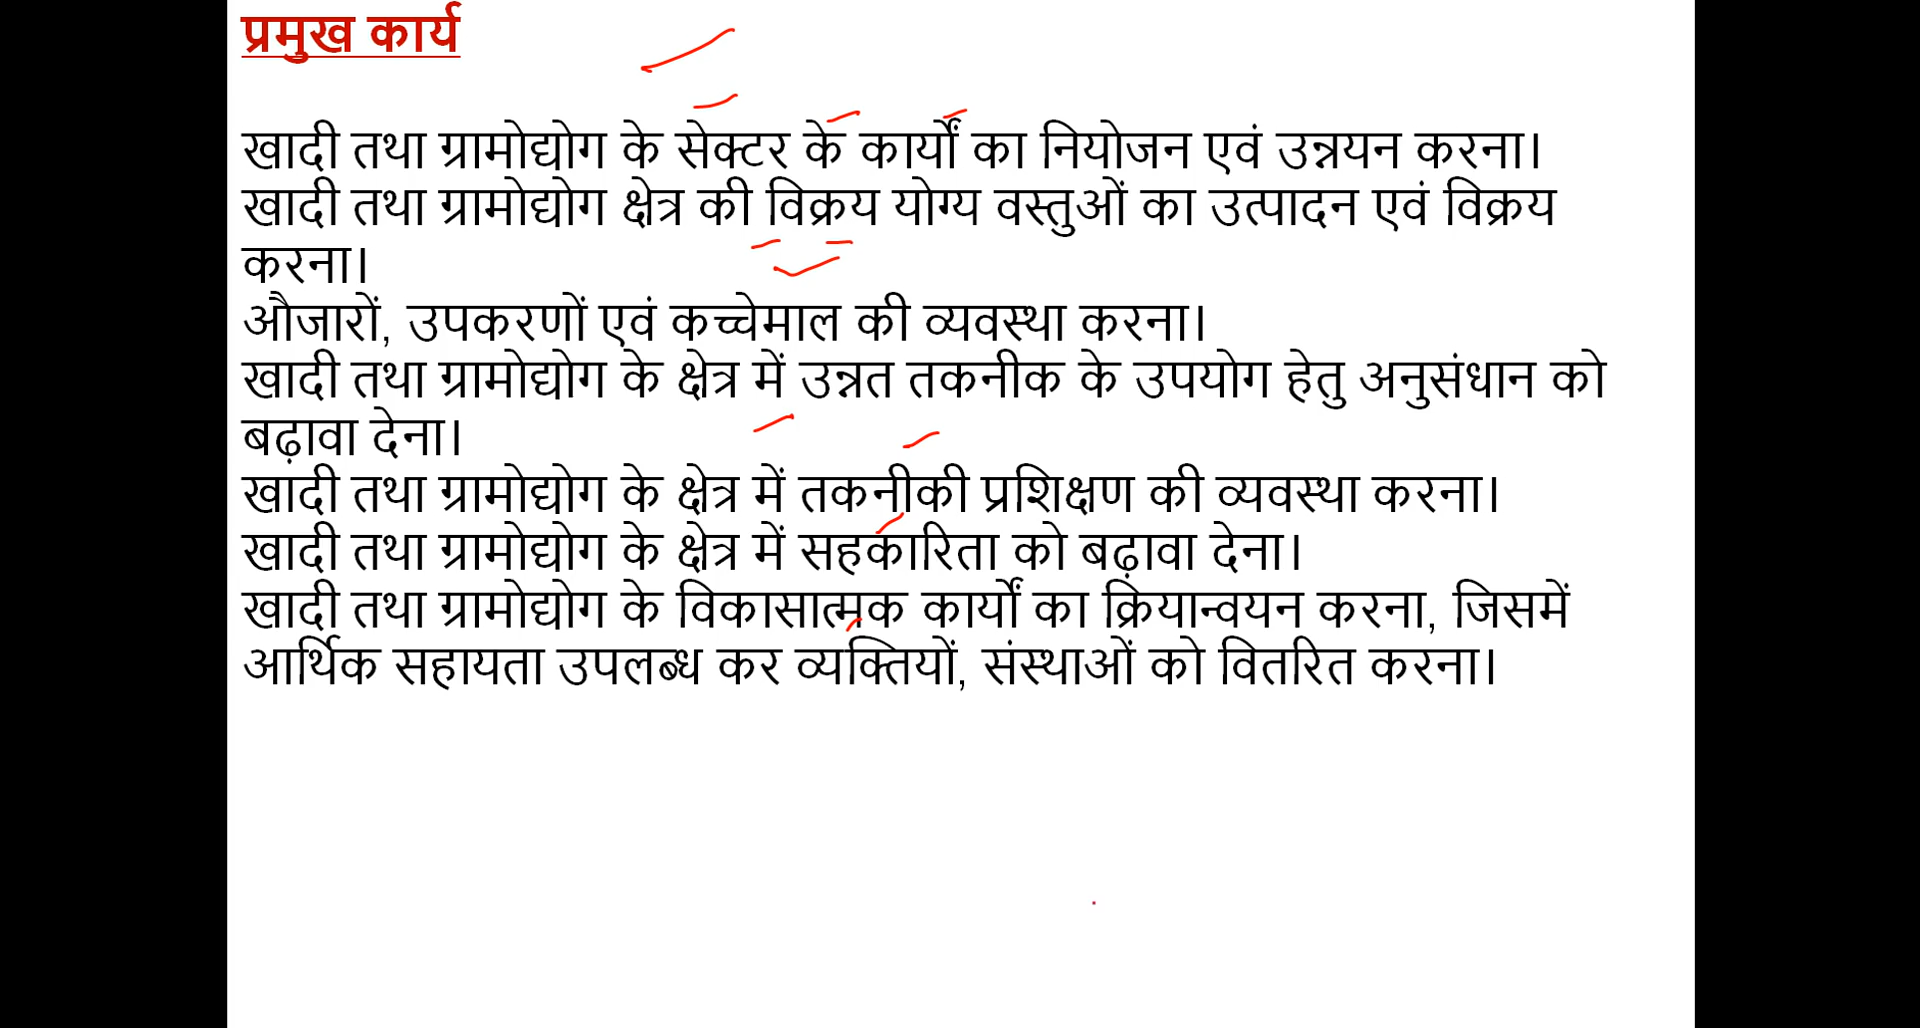 प्रमुख कार्य
खादी तथा ग्रामोद्योग के सेक्टर के कार्यों का नियोजन एवं उन्नयन करना।
खादी तथा ग्रामोद्योग क्षेत्र की विक्रय योग्य वस्तुओं का उत्पादन एवं विक्रय
करना।
औजारों, उपकरणों एवं कच्चेमाल की व्यवस्था करना।
खादी तथा ग्रामोद्योग के क्षेत्र में उन्नत तकनीक के उपयोग हेतु अनुसंधान को
बढ़ावा देना।
खादी तथा ग्रामोद्योग के क्षेत्र में तकनीकी प्रशिक्षण की व्यवस्था करना।
खादी तथा ग्रामोद्योग के क्षेत्र में सहकारिता को बढ़ावा देना।
खादी तथा ग्रामोद्योग के विकासात्मक कार्यों का क्रियान्वयन करना, जिसमें
आर्थिक सहायता उपलब्ध कर व्यक्तियों, संस्थाओं को वितरित करना।